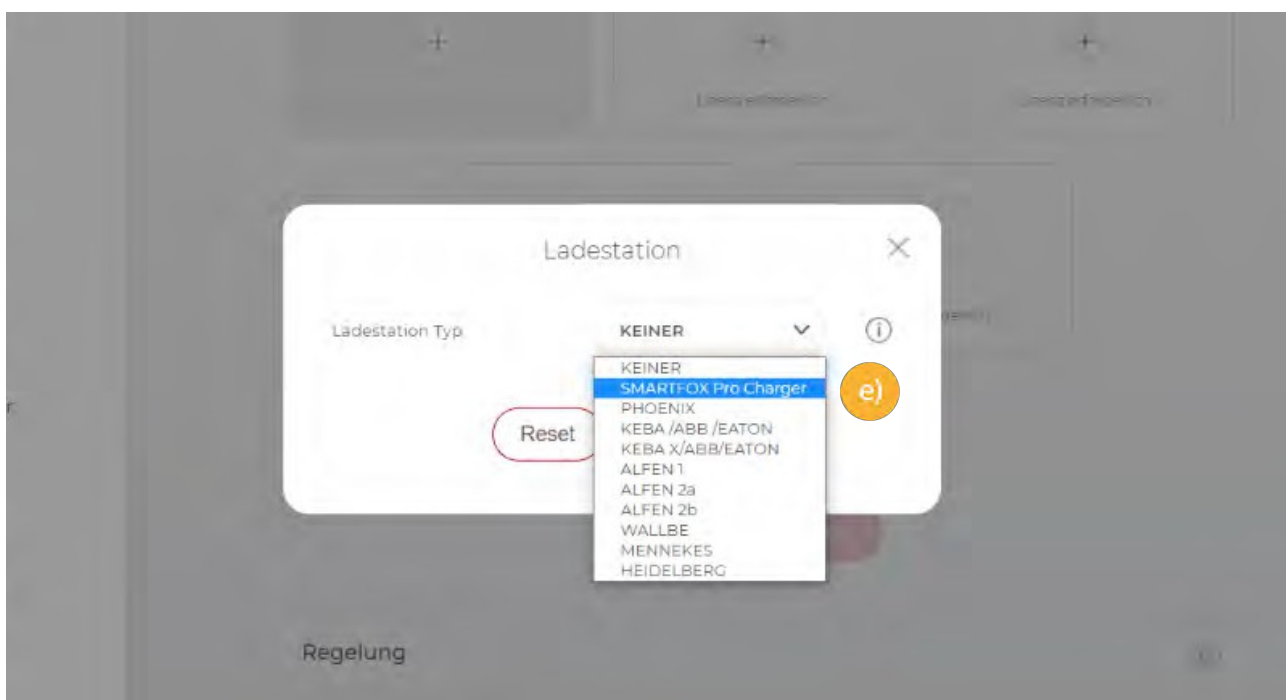 Ladestation
Ladestation Typ
KEINER
KEINER
SMARTFOX Pro Charger
e)
PHOENIX
KEBA /ABB /EATON
Reset
KEBA X/ABB/EATON
ALFEN 1
ALFEN 2a
ALFEN 2b
WALLBE
MENNEKES
HEIDELBERG
Regelung